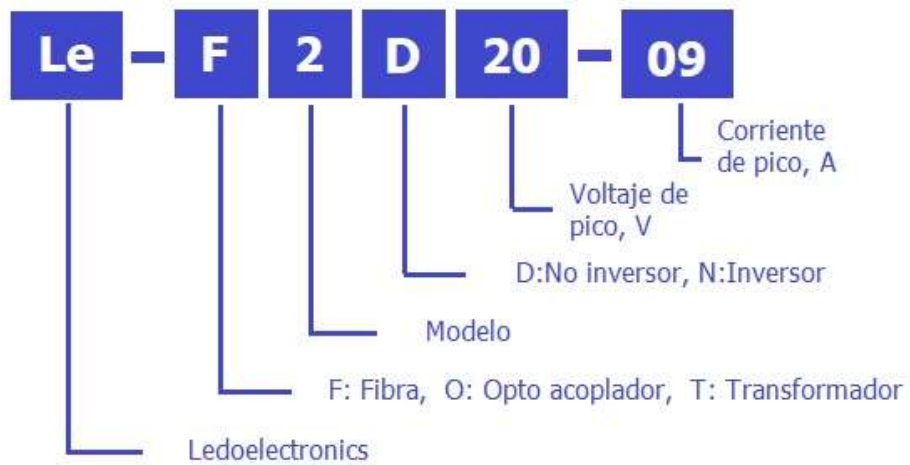 Le - F 2 D 20 - 09
Corriente
de pico, A
Voltaje de
pico, V
D:No inversor, N:Inversor
Modelo
F: Fibra, O: Opto acoplador, T: Transformador
Ledoelectronics